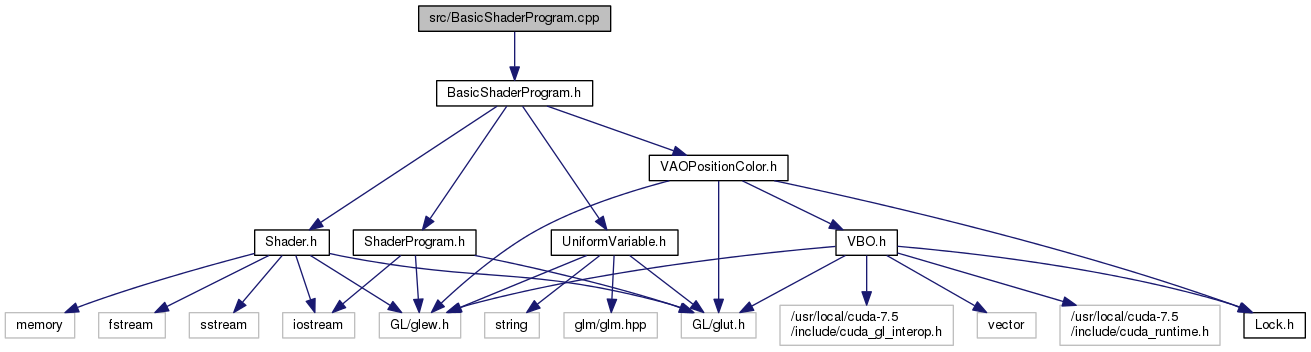 src/BasicShaderProgram.cpp
BasicShaderProgram.h
VAOPositionColor.h
Shader.h
ShaderProgram.h
UniformVariable.h
VBO.h
memory
fstream
sstream
iostream
GL/glew.h
string
glm/glm.hpp
GL/glut.h
/usr/local/cuda-7.5
/include/cuda_gl_interop.h
vector
/usr/local/cuda-7.5
/include/cuda_runtime.h
Lock.h